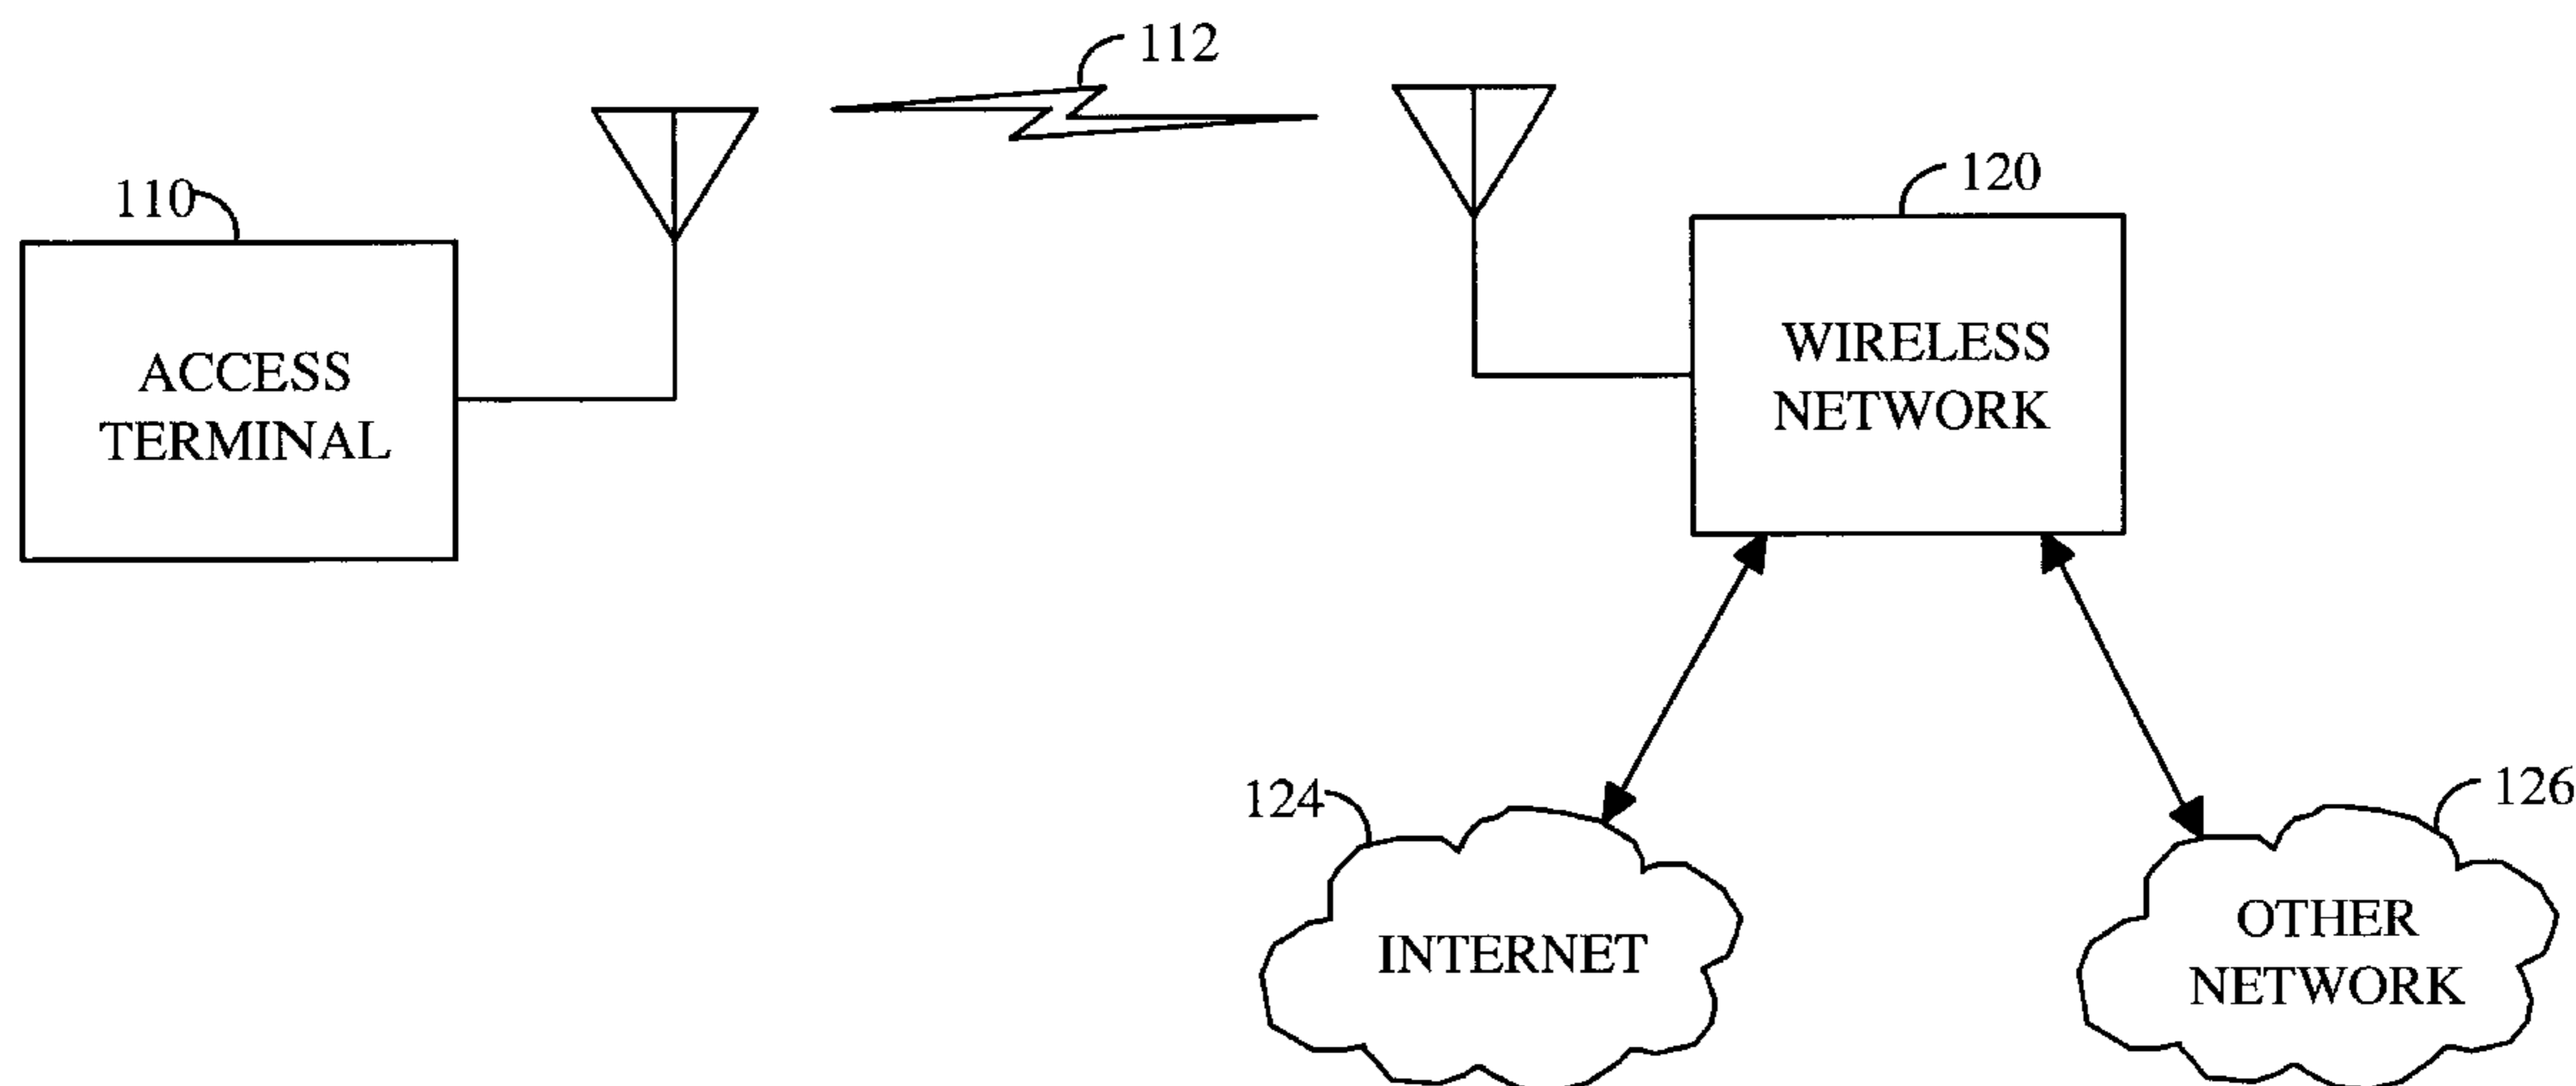 112
110
120
ACCESS
TERMINAL
WIRELESS
NETWORK
124
126
INTERNET
OTHER
NETWORK